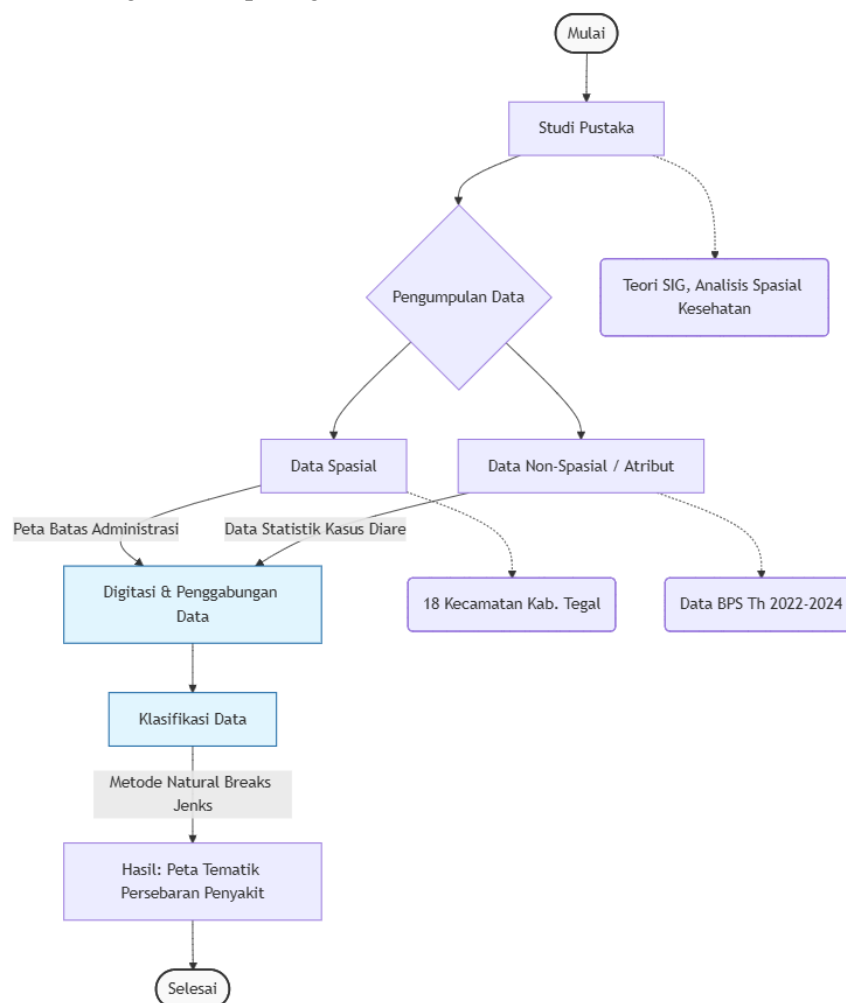 Mulai
Studi Pustaka
Teori SIG, Analisis Spasial
Kesehatan
Pengumpulan Data
Data Spasial
Data Non-Spasial / Atribut
Peta Batas Administrasi
Data Statistik Kasus Diare
Digitasi & Penggabungan
Data
18 Kecamatan Kab. Tegal
Data BPS Th 2022-2024
Klasifikasi Data
Metode Natural Breaks
Jenks
Hasil: Peta Tematik
Persebaran Penyakit
Selesai